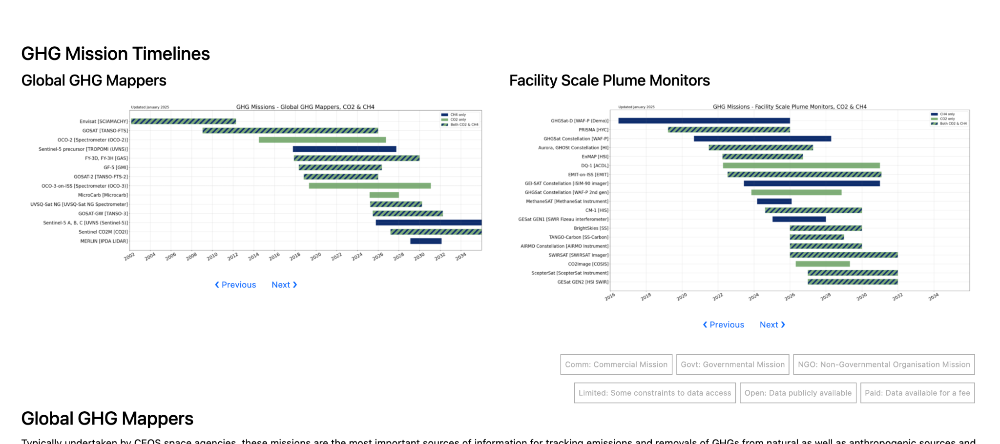 GHG Mission Timelines
Global GHG Mappers
Updated January 2025
GHG Missions - Global GHG Mappers, CO2 & CH4
CH4 only
CO2 only
Both CO2 & CH4
Envisat [SCIAMACHY]
GOSAT [TANSO-FTS]
OCO-2 [Spectrometer (OCO-2)]
Sentinel-5 precursor [TROPOMI (UVNS)]
FY-3D, FY-3H [GAS]
GF-5 [GMI]
GOSAT-2 [TANSO-FTS-2]
OCO-3-on-ISS [Spectrometer (OCO-3)]
MicroCarb [Microcarb]
UVSQ-Sat NG [UVSQ-Sat NG Spectrometer]
GOSAT-GW [TANSO-3]
Sentinel-5 A, B, C [UVNS (Sentinel-5)]
Sentinel CO2M [CO2I]
MERLIN [IPDA LIDAR]
2002 2004 2006 2008 2010 2012 2014 2016 2018 2020 2022 2024 2026 2028 2030 2032 2034
❮ Previous Next ❯
Facility Scale Plume Monitors
Updated January 2025
GHG Missions - Facility Scale Plume Monitors, CO2 & CH4
CH4 only
CO2 only
Both CO2 & CH4
GHGSat-D [WAF-P (Demo)]
PRISMA [HYC]
GHGSat Constellation [WAF-P]
Aurora, GHOSt Constellation [HI]
EnMAP [HSI]
DQ-1 [ACDL]
EMIT-on-ISS [EMIT]
GEI-SAT Constellation [iSIM-90 imager]
GHGSat Constellation [WAF-P 2nd gen]
MethaneSAT [MethaneSat Instrument]
CM-1 [HIS]
GESat GEN1 [SWIR Fizeau interferometer]
BrightSkies [SS]
TANGO-Carbon [SS-Carbon]
AIRMO Constellation [AIRMO Instrument]
SWIRSAT [SWIRSAT Imager]
CO2Image [COSIS]
ScepterSat [ScepterSat Instrument]
GESat GEN2 [HSI SWIR]
2016 2018 2020 2022 2024 2026 2028 2030 2032 2034
❮ Previous Next ❯
Comm: Commercial Mission
Govt: Governmental Mission
NGO: Non-Governmental Organisation Mission
Limited: Some constraints to data access
Open: Data publicly available
Paid: Data available for a fee
Global GHG Mappers
Typically undertaken by CEOS space agencies, these missions are the most important sources of information for tracking emissions and removals of GHGs from natural as well as anthropogenic sources and